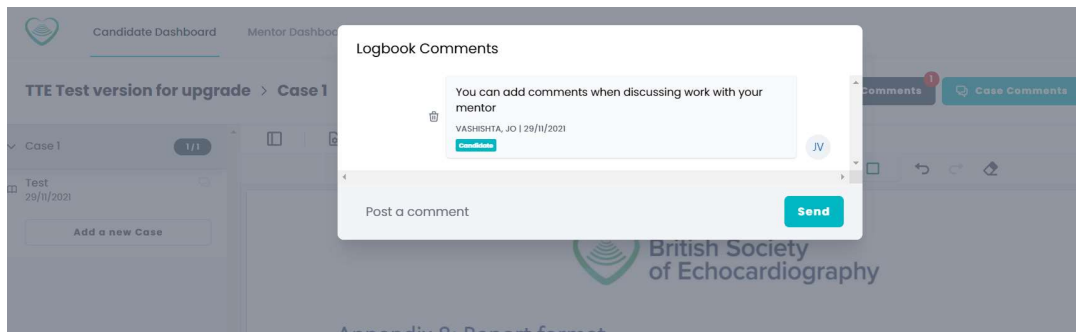 Candidate Dashboard
Mentor Dashboa
Logbook Comments
TTE Test version for upgrade > Case 1
You can add comments when discussing work with your
mentor
VASHISHTA, JO | 29/11/2021
Candidate
JV
Comments
1
Case Comments
Case 1
1/1
Test
29/11/2021
Add a new Case
Post a comment
Send
British Society
of Echocardiography
Appendix 2: Report format